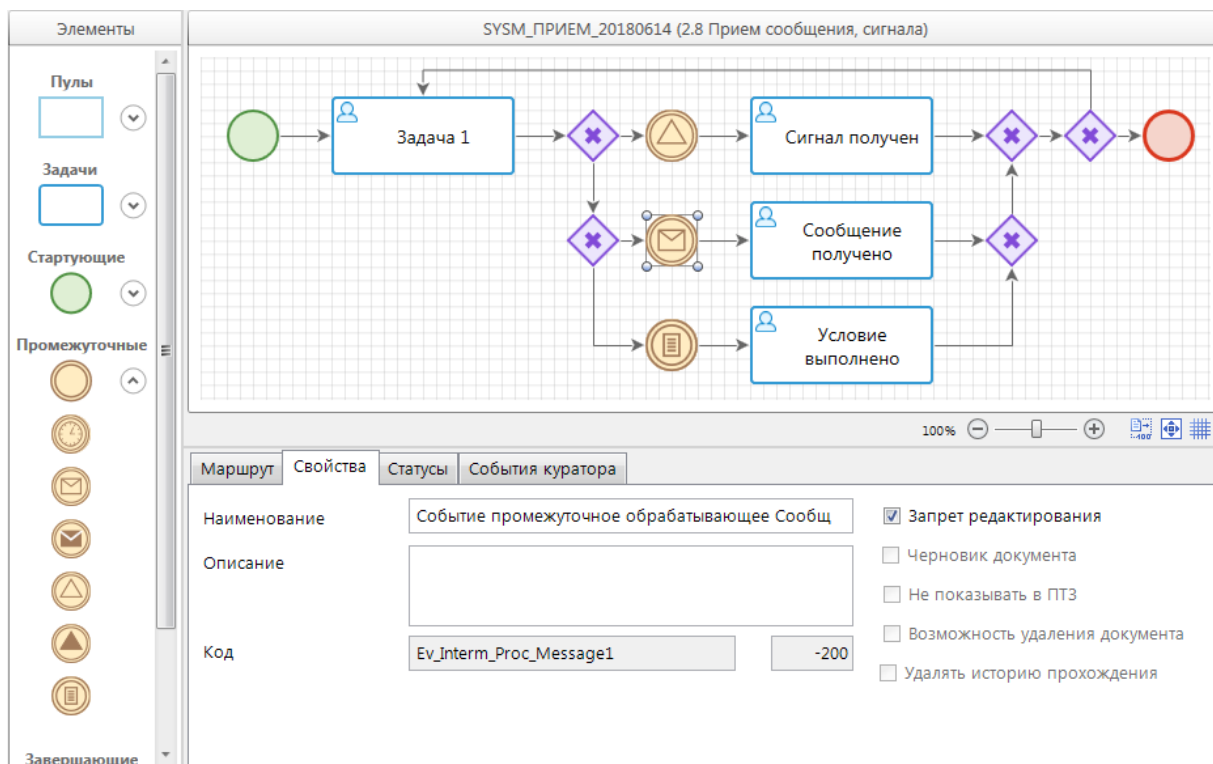 Элементы
SYSM_ПРИЕМ_20180614 (2.8 Прием сообщения, сигнала)
Пулы
Задачи
Стартующие
Промежуточные
Завершающие
Задача 1
Сигнал получен
Сообщение
получено
Условие
выполнено
100%
1:100
Маршрут
Свойства
Статусы
События куратора
Наименование
Событие промежуточное обрабатывающее Сообщ
Запрет редактирования
Описание
Черновик документа
Не показывать в ПТЗ
Возможность удаления документа
Код
Ev_Interm_Proc_Message1
-200
Удалять историю прохождения